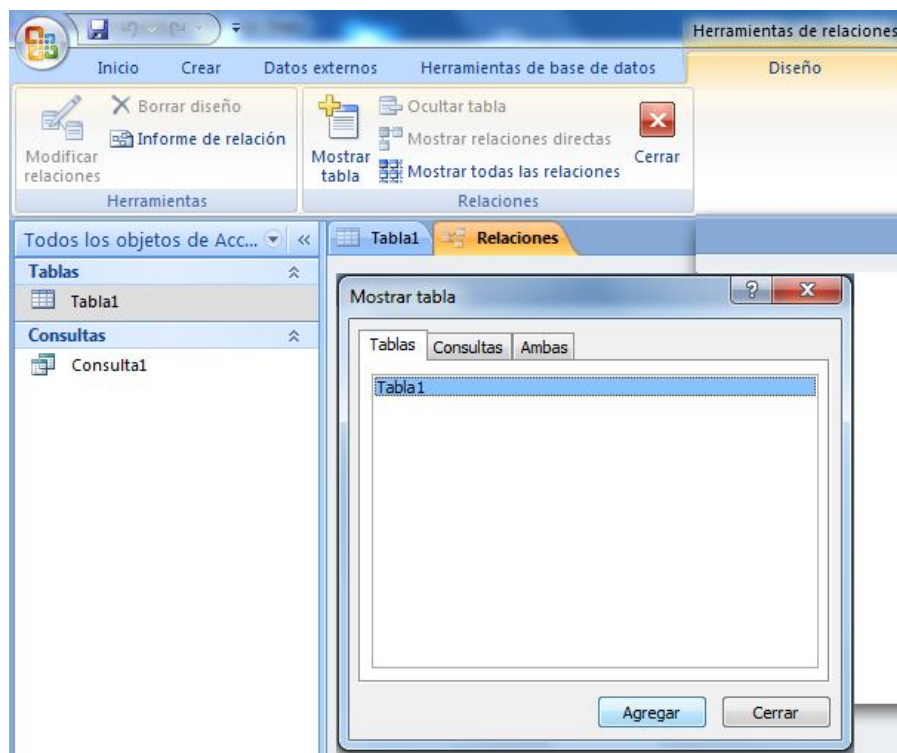 Herramientas de relaciones
Inicio Crear Datos externos Herramientas de base de datos Diseño
Modificar relaciones
Borrar diseño
Informe de relación
Herramientas
Mostrar tabla
Ocultar tabla
Mostrar relaciones directas
Mostrar todas las relaciones
Cerrar
Relaciones
Todos los objetos de Acc...
Tablas
Tabla1
Consultas
Consulta1
Tabla1 Relaciones
Mostrar tabla
Tablas Consultas Ambas
Tabla1
Agregar Cerrar